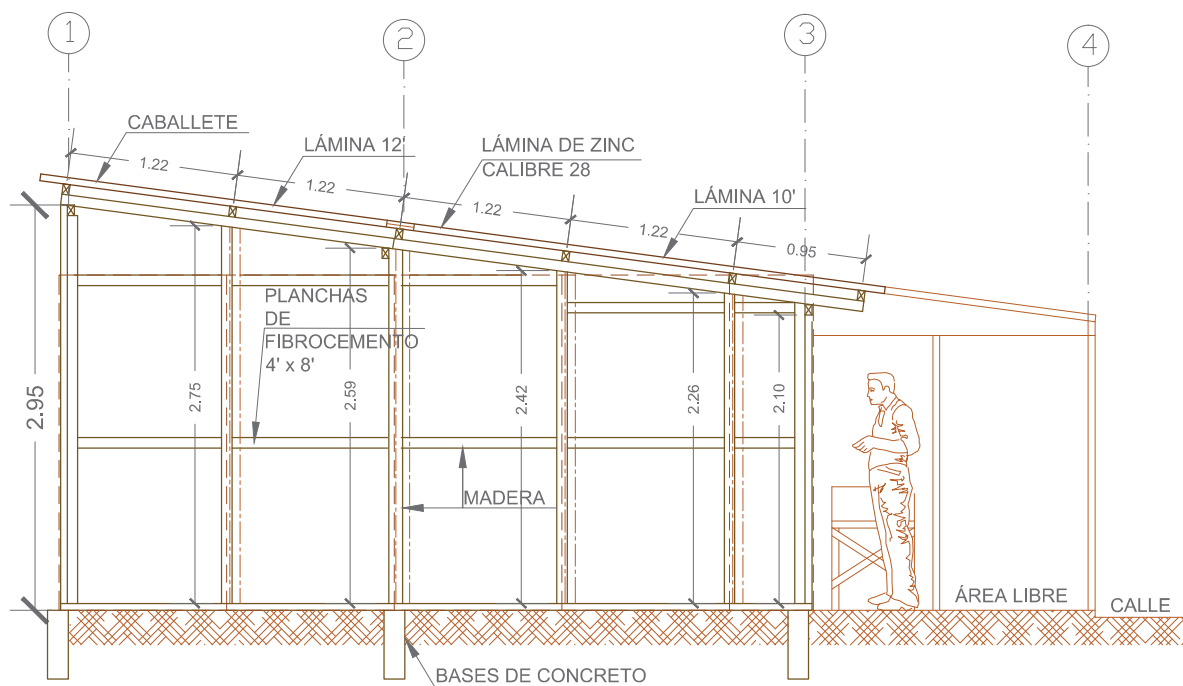 1
2
3
4
CABALLETE
LÁMINA 12'
LÁMINA DE ZINC
CALIBRE 28
LÁMINA 10'
1.22
1.22
1.22
1.22
0.95
PLANCHAS
DE
FIBROCEMENTO
4' x 8'
2.95
2.75
2.59
2.42
2.26
2.10
MADERA
ÁREA LIBRE
CALLE
BASES DE CONCRETO